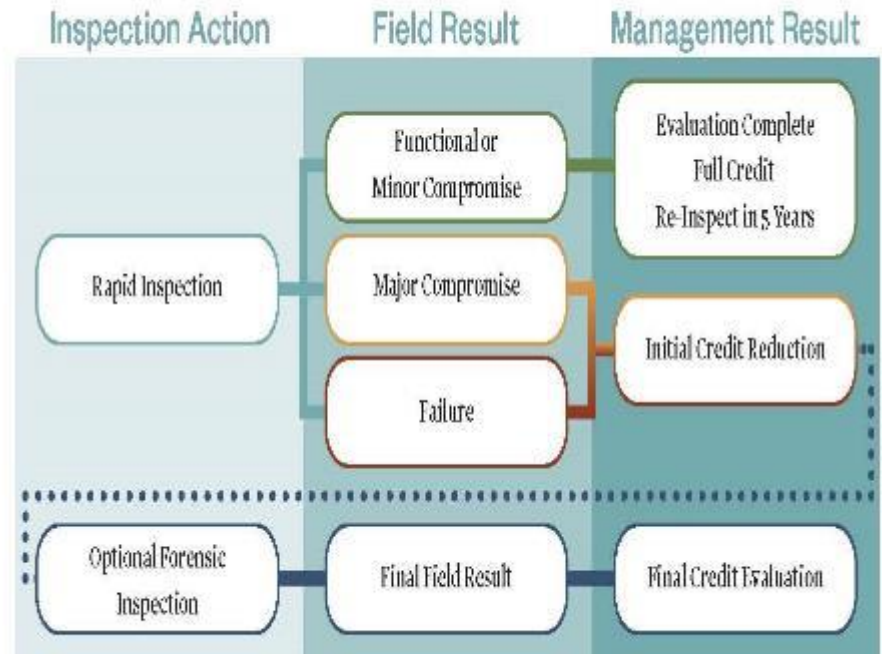 Inspection Action
Field Result
Management Result
Functional or
Minor Compromise
Evaluation Complete
Full Credit
Re-Inspect in 5 Years
Rapid Inspection
Major Compromise
Initial Credit Reduction
Failure
Optional Forensic
Inspection
Final Field Result
Final Credit Evaluation